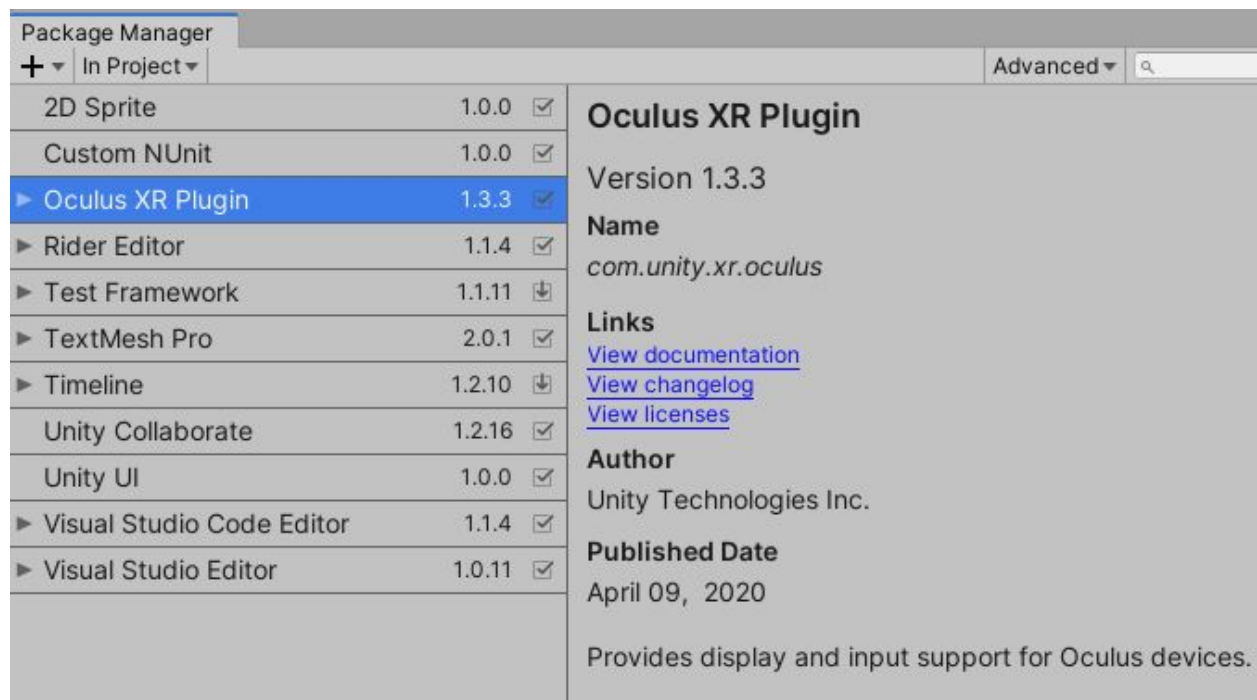 Package Manager
+ In Project Advanced
2D Sprite 1.0.0
Custom NUnit 1.0.0
Oculus XR Plugin 1.3.3
Rider Editor 1.1.4
Test Framework 1.1.11
TextMesh Pro 2.0.1
Timeline 1.2.10
Unity Collaborate 1.2.16
Unity UI 1.0.0
Visual Studio Code Editor 1.1.4
Visual Studio Editor 1.0.11
Oculus XR Plugin
Version 1.3.3
Name
com.unity.xr.oculus
Links
View documentation
View changelog
View licenses
Author
Unity Technologies Inc.
Published Date
April 09, 2020
Provides display and input support for Oculus devices.